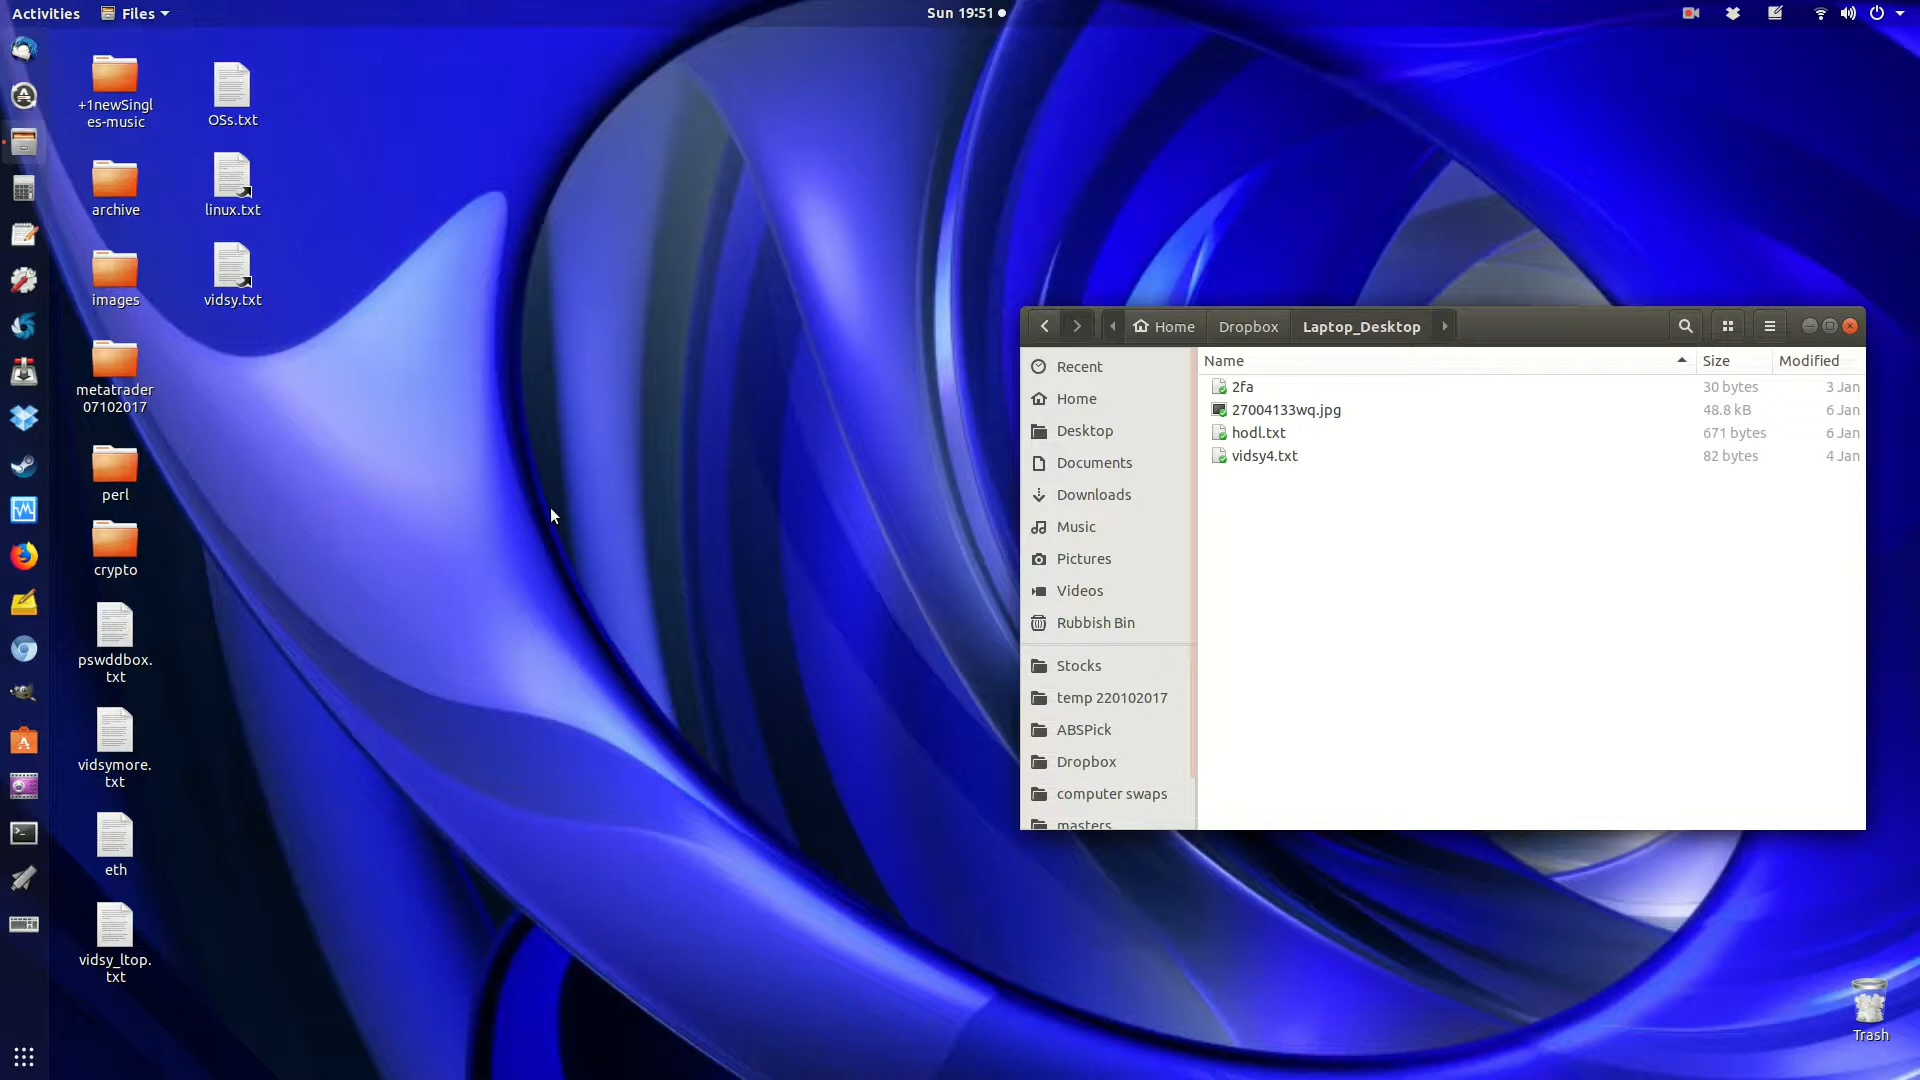 Activities
Files
Sun 19:51
+1newSingl
es-music
archive
images
metatrader
07102017
perl
crypto
pswddbox.
txt
vidsymore.
txt
eth
vidsy_ltop.
txt
OSs.txt
linux.txt
vidsy.txt
Home
Dropbox
Laptop_Desktop
Recent
Home
Desktop
Documents
Downloads
Music
Pictures
Videos
Rubbish Bin
Stocks
temp 220102017
ABSPick
Dropbox
computer swaps
masters
Name Size Modified
2fa 30 bytes 3 Jan
27004133wq.jpg 48.8 kB 6 Jan
hodl.txt 671 bytes 6 Jan
vidsy4.txt 82 bytes 4 Jan
Trash